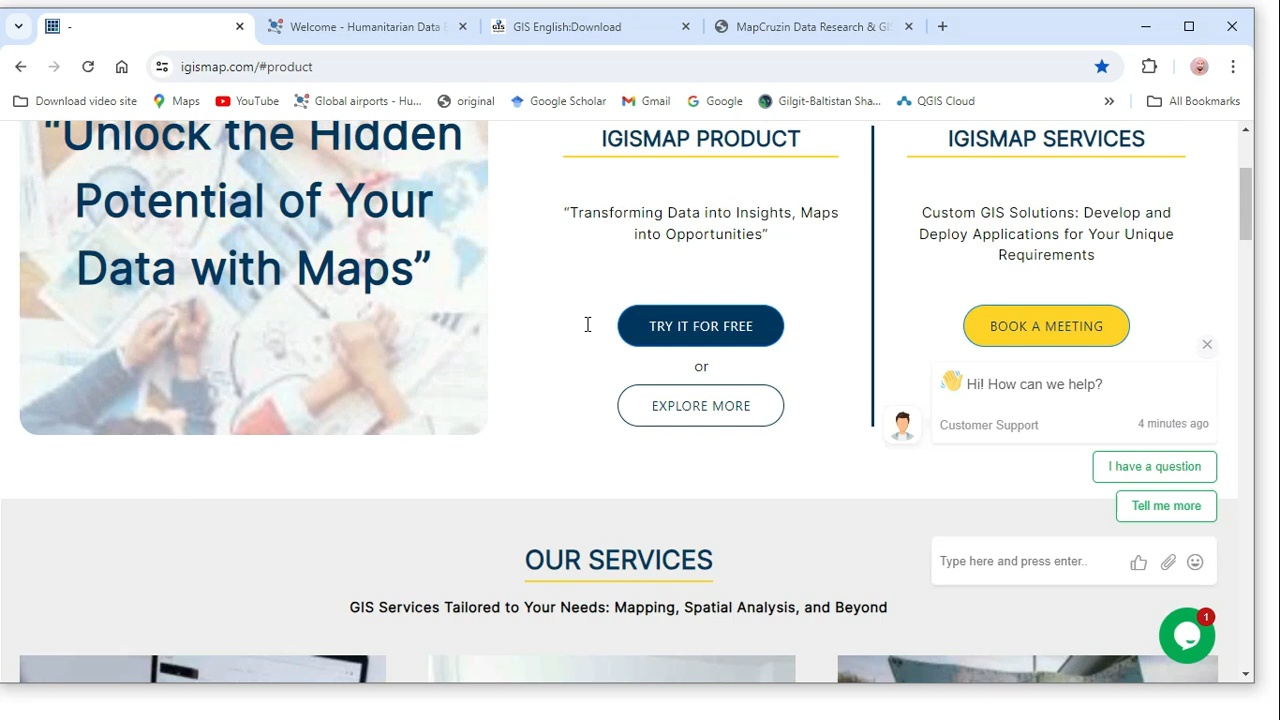 -
Welcome - Humanitarian Data E
GIS English:Download
MapCruzin Data Research & GI
igismap.com/#product
Download video site
Maps
YouTube
Global airports - Hu...
original
Google Scholar
Gmail
Google
Gilgit-Baltistan Sha...
QGIS Cloud
»
All Bookmarks
“Unlock the Hidden
Potential of Your
Data with Maps”
IGISMAP PRODUCT
“Transforming Data into Insights, Maps
into Opportunities”
TRY IT FOR FREE
or
EXPLORE MORE
IGISMAP SERVICES
Custom GIS Solutions: Develop and
Deploy Applications for Your Unique
Requirements
BOOK A MEETING
Hi! How can we help?
Customer Support
4 minutes ago
I have a question
Tell me more
Type here and press enter..
1
OUR SERVICES
GIS Services Tailored to Your Needs: Mapping, Spatial Analysis, and Beyond